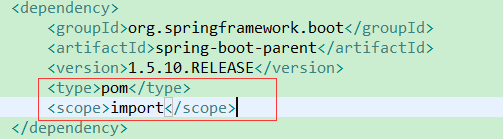 <dependency>
<groupId>org.springframework.boot</groupId>
<artifactId>spring-boot-parent</artifactId>
<version>1.5.10.RELEASE</version>
<type>pom</type>
<scope>import</scope>
</dependency>